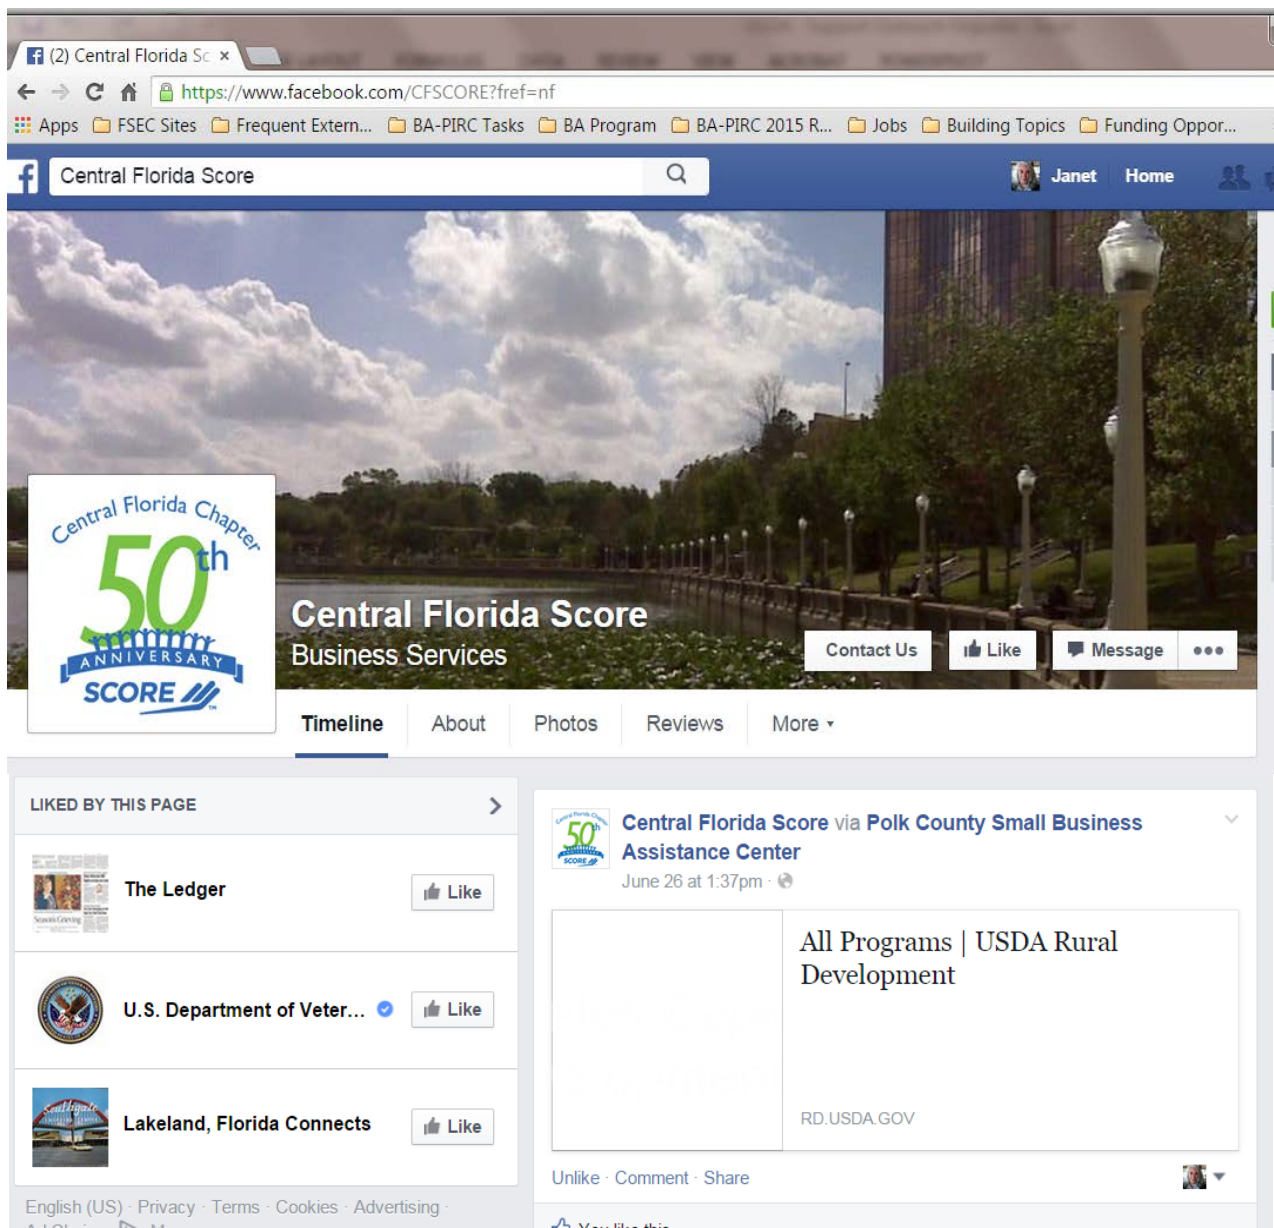 (2) Central Florida Sc ×
https://www.facebook.com/CFSCORE?fref=nf
Apps FSEC Sites Frequent Extern... BA-PIRC Tasks BA Program BA-PIRC 2015 R... Jobs Building Topics Funding Oppor...
f Central Florida Score Janet Home
Central Florida Chapter
50th
ANNIVERSARY
SCORE
TM
Central Florida Score
Business Services
Contact Us Like Message •••
Timeline About Photos Reviews More
LIKED BY THIS PAGE
The Ledger Like
U.S. Department of Veter... Like
Lakeland, Florida Connects Like
English (US) · Privacy · Terms · Cookies · Advertising ·
Central Florida Score via Polk County Small Business
Assistance Center
June 26 at 1:37pm ·
All Programs | USDA Rural
Development
RD.USDA.GOV
Unlike · Comment · Share
You like this